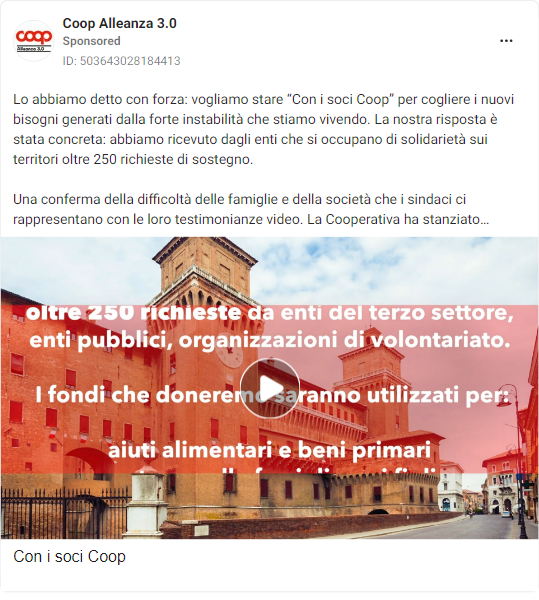 Coop Alleanza 3.0
Sponsored
ID: 503643028184413
coop
Alleanza 3.0
Lo abbiamo detto con forza: vogliamo stare “Con i soci Coop” per cogliere i nuovi
bisogni generati dalla forte instabilità che stiamo vivendo. La nostra risposta è
stata concreta: abbiamo ricevuto dagli enti che si occupano di solidarietà sui
territori oltre 250 richieste di sostegno.
Una conferma della difficoltà delle famiglie e della società che i sindaci ci
rappresentano con le loro testimonianze video. La Cooperativa ha stanziato…
oltre 250 richieste da enti del terzo settore,
enti pubblici, organizzazioni di volontariato.
I fondi che doneremo saranno utilizzati per:
aiuti alimentari e beni primari
Con i soci Coop